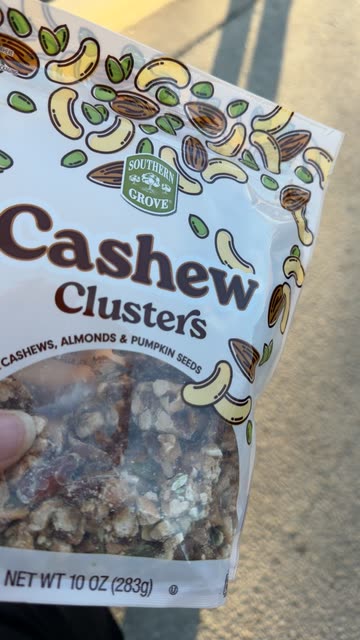 SOUTHERN
GROVE
Cashew
Clusters
CASHEWS, ALMONDS & PUMPKIN SEEDS
NET WT 10 OZ (283g)